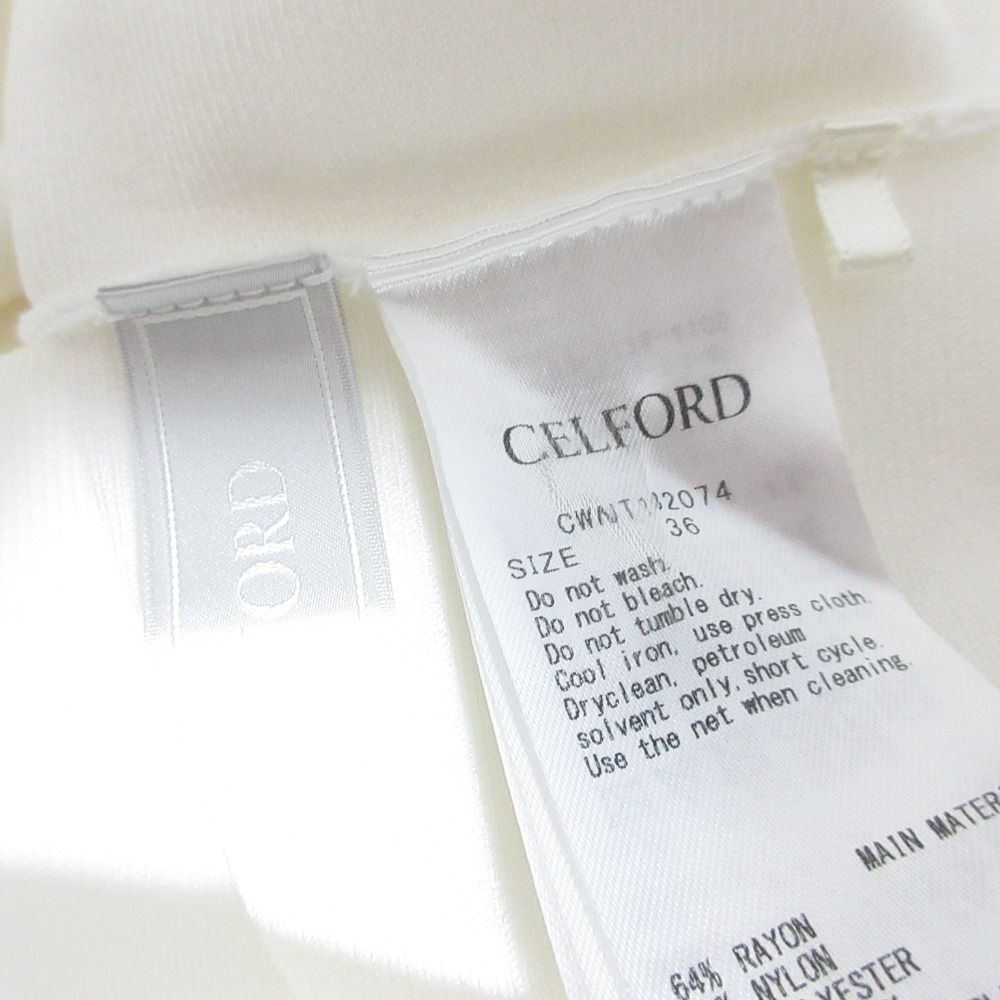 ORD
CELFORD
SIZE 36
Do not wash.
Do not bleach.
Do not tumble dry.
Cool iron, use press cloth.
Dryclean, petroleum
solvent only, short cycle.
Use the net when cleaning.
MAIN
64% RAYON
NYLON